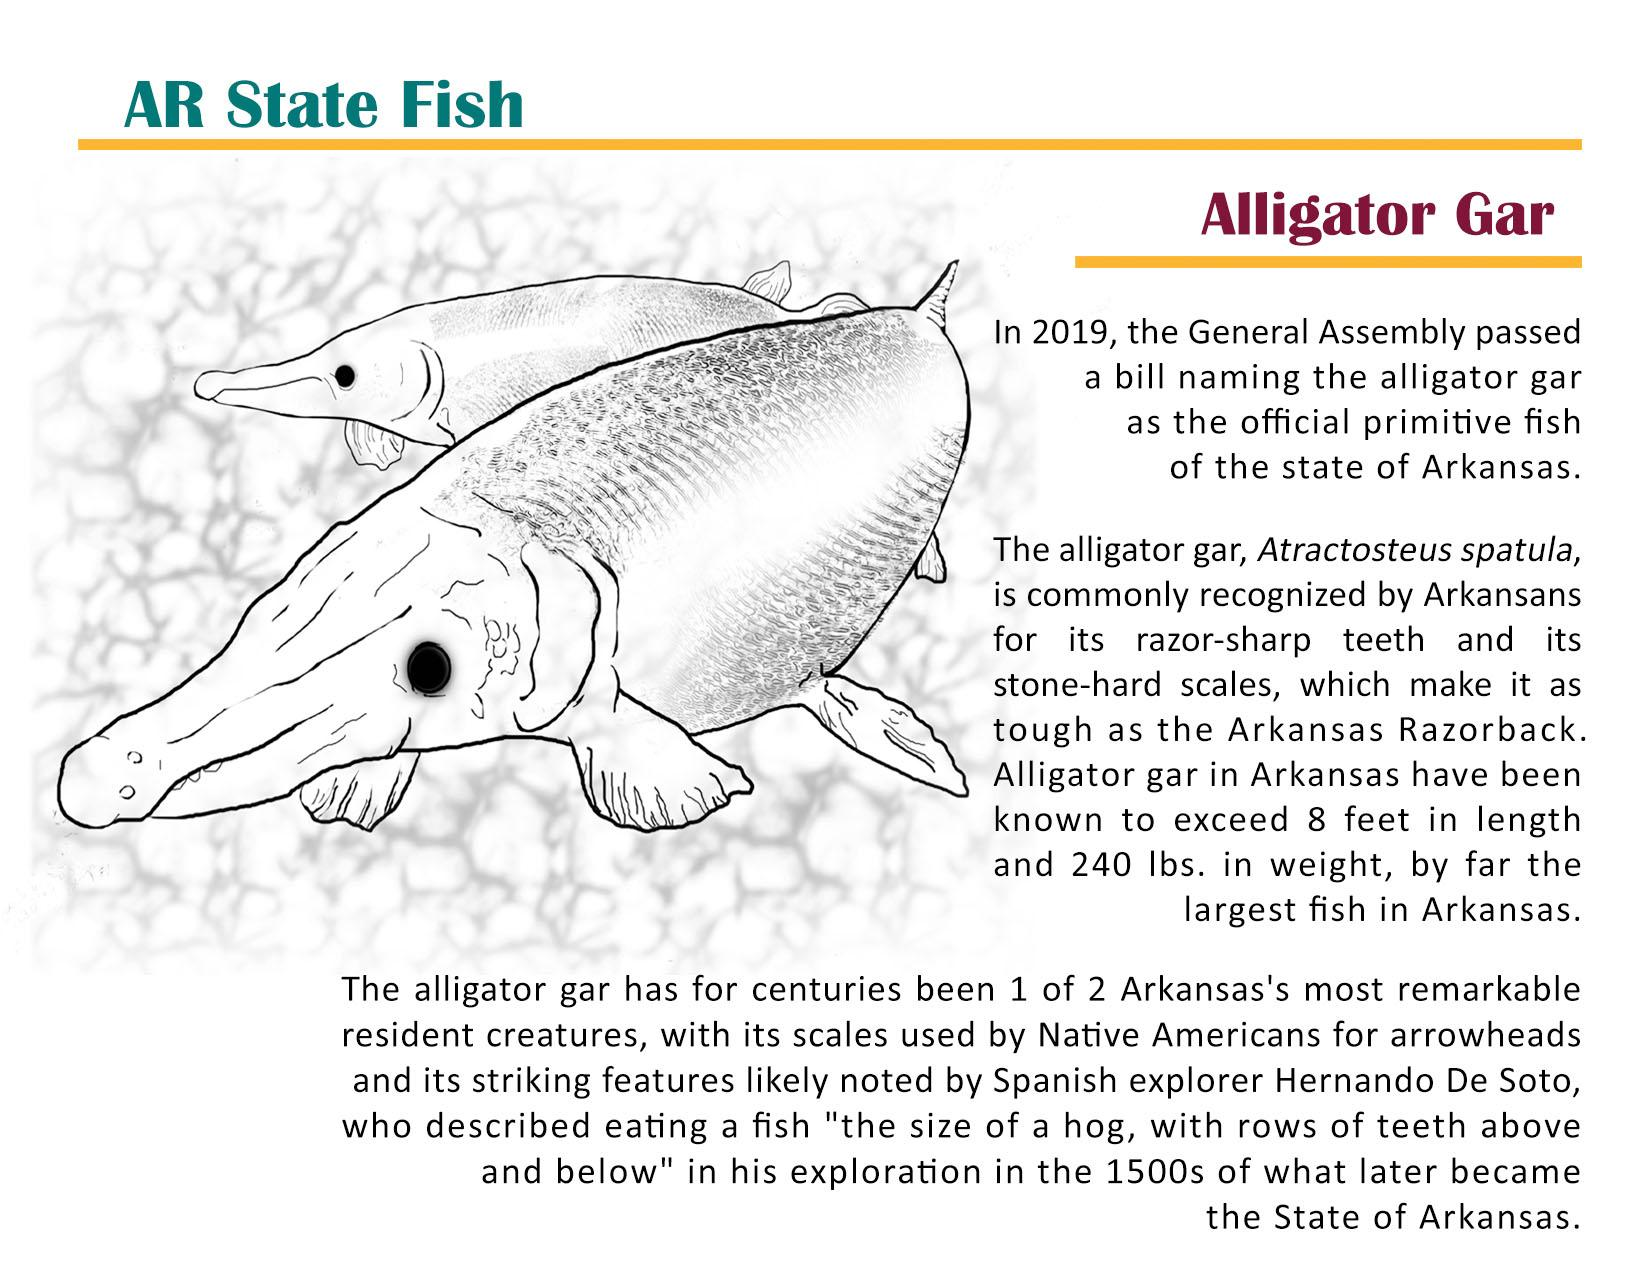 AR State Fish
Alligator Gar
In 2019, the General Assembly passed
a bill naming the alligator gar
as the official primitive fish
of the state of Arkansas.
The alligator gar, Atractosteus spatula,
is commonly recognized by Arkansans
for its razor-sharp teeth and its
stone-hard scales, which make it as
tough as the Arkansas Razorback.
Alligator gar in Arkansas have been
known to exceed 8 feet in length
and 240 lbs. in weight, by far the
largest fish in Arkansas.
The alligator gar has for centuries been 1 of 2 Arkansas's most remarkable
resident creatures, with its scales used by Native Americans for arrowheads
and its striking features likely noted by Spanish explorer Hernando De Soto,
who described eating a fish "the size of a hog, with rows of teeth above
and below" in his exploration in the 1500s of what later became
the State of Arkansas.